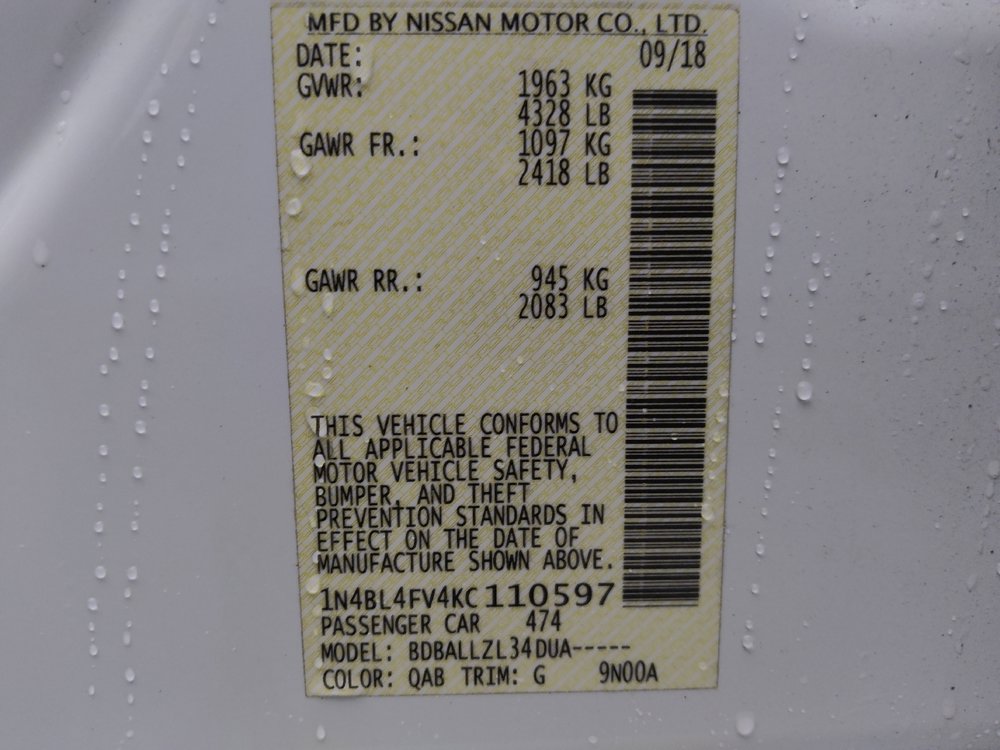 MFD BY NISSAN MOTOR CO., LTD.
DATE: 09/18
GVWR: 1963 KG
4328 LB
GAWR FR.: 1097 KG
2418 LB
GAWR RR.: 945 KG
2083 LB
THIS VEHICLE CONFORMS TO
ALL APPLICABLE FEDERAL
MOTOR VEHICLE SAFETY,
BUMPER, AND THEFT
PREVENTION STANDARDS IN
EFFECT ON THE DATE OF
MANUFACTURE SHOWN ABOVE.
1N4BL4FV4KC110597
PASSENGER CAR 474
MODEL: BDBALLZL34DUA-----
COLOR: QAB TRIM: G 9N00A